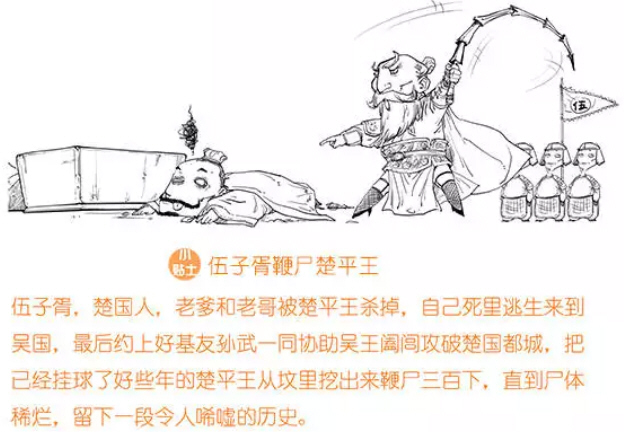 伍
小贴士 伍子胥鞭尸楚平王
伍子胥，楚国人，老爹和老哥被楚平王杀掉，自己死里逃生来到
吴国，最后约上好基友孙武一同协助吴王阖闾攻破楚国都城，把
已经挂球了好些年的楚平王从坟里挖出来鞭尸三百下，直到尸体
稀烂，留下一段令人唏嘘的历史。